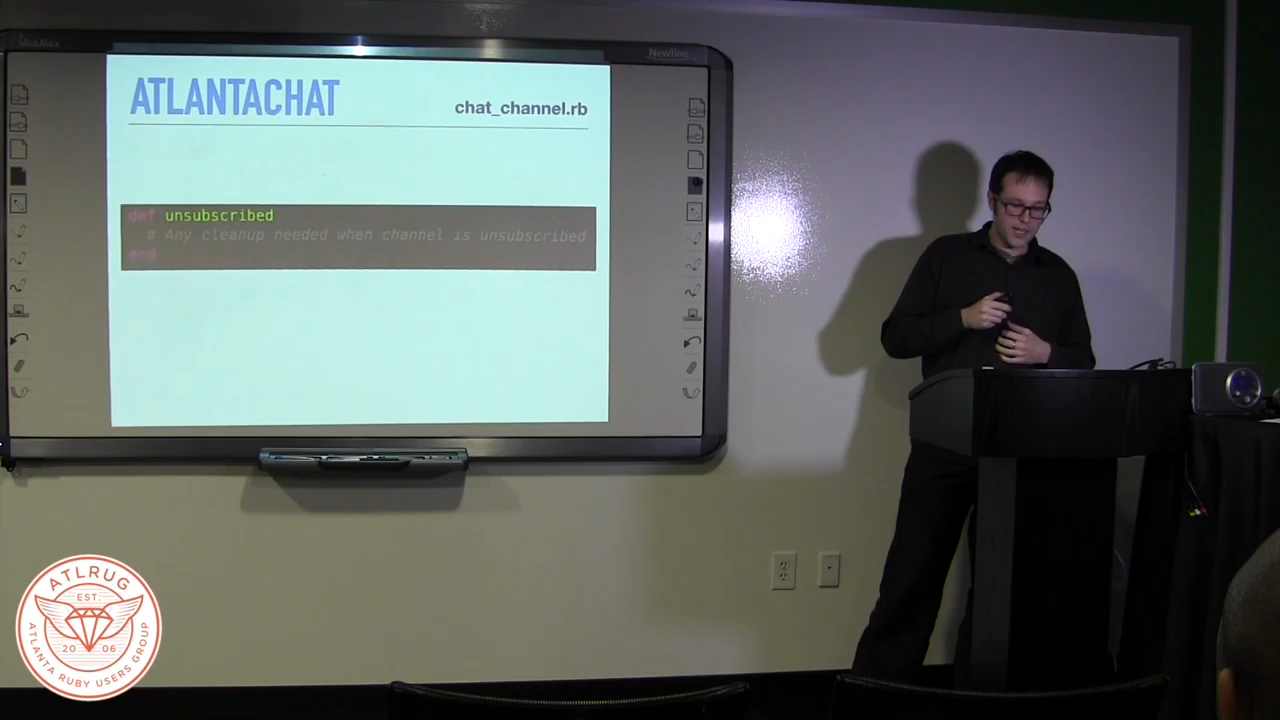 Newline
ATLANTACHAT
chat_channel.rb
def unsubscribed
# Any cleanup needed when channel is unsubscribed
end
ATLRUG
EST.
20 06
ATLANTA RUBY USERS GROUP